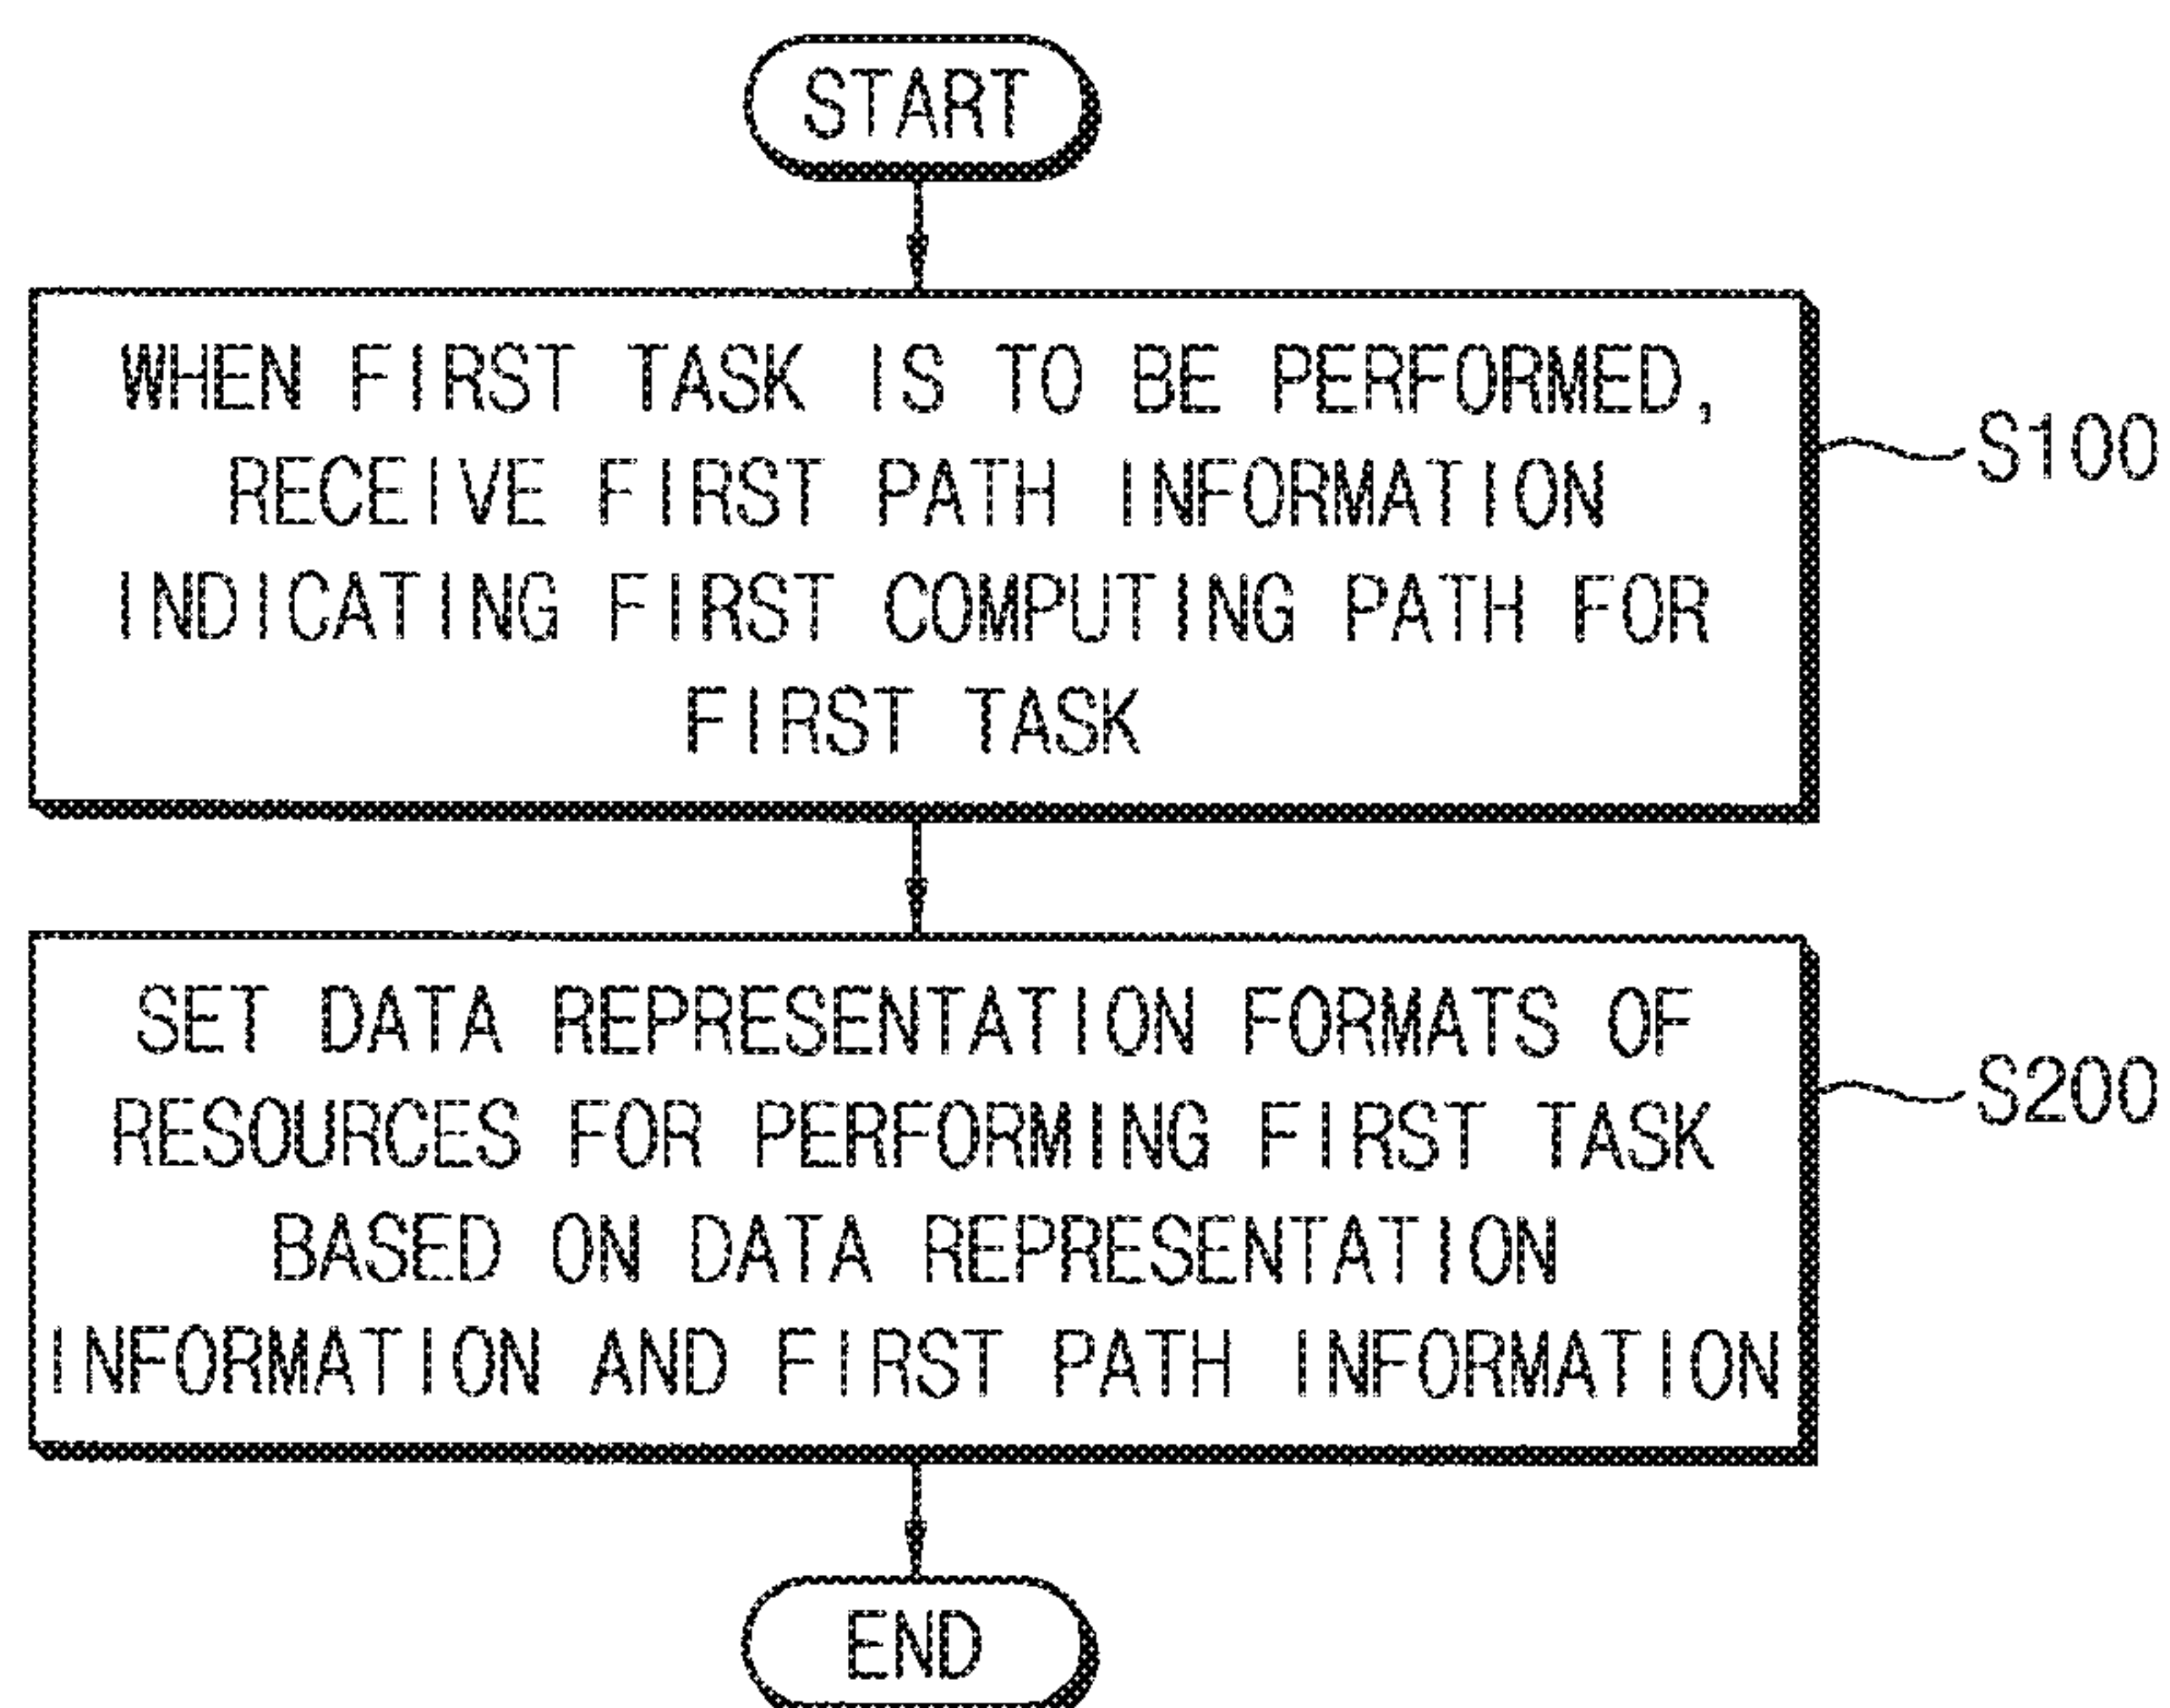 START
WHEN FIRST TASK IS TO BE PERFORMED,
RECEIVE FIRST PATH INFORMATION
INDICATING FIRST COMPUTING PATH FOR
FIRST TASK
S100
SET DATA REPRESENTATION FORMATS OF
RESOURCES FOR PERFORMING FIRST TASK
BASED ON DATA REPRESENTATION
INFORMATION AND FIRST PATH INFORMATION
S200
END